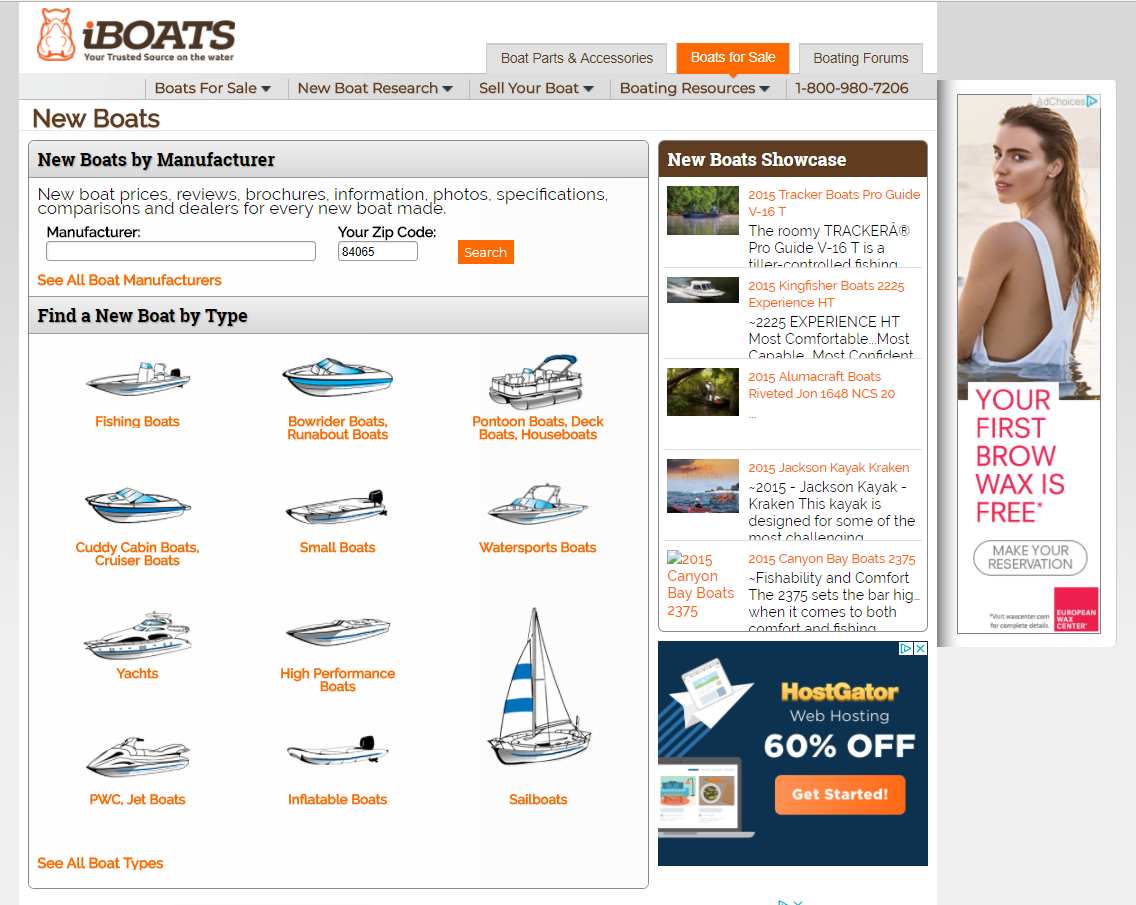 iBOATS
Your Trusted Source on the water
Boat Parts & Accessories
Boats for Sale
Boating Forums
Boats For Sale
New Boat Research
Sell Your Boat
Boating Resources
1-800-980-7206
New Boats
New Boats by Manufacturer
New boat prices, reviews, brochures, information, photos, specifications,
comparisons and dealers for every new boat made.
Manufacturer:
Your Zip Code:
84065
Search
See All Boat Manufacturers
Find a New Boat by Type
Fishing Boats
Bowrider Boats,
Runabout Boats
Pontoon Boats, Deck
Boats, Houseboats
Cuddy Cabin Boats,
Cruiser Boats
Small Boats
Watersports Boats
Yachts
High Performance
Boats
PWC, Jet Boats
Inflatable Boats
Sailboats
See All Boat Types
New Boats Showcase
2015 Tracker Boats Pro Guide
V-16 T
The roomy TRACKERÂ®
Pro Guide V-16 T is a
tiller-controlled fishing
2015 Kingfisher Boats 2225
Experience HT
~2225 EXPERIENCE HT
Most Comfortable...Most
Capable...Most Confident
2015 Alumacraft Boats
Riveted Jon 1648 NCS 20
...
2015 Jackson Kayak Kraken
~2015 - Jackson Kayak -
Kraken This kayak is
designed for some of the
most challenging
2015
Canyon
Bay Boats
2375
2015 Canyon Bay Boats 2375
~Fishability and Comfort
The 2375 sets the bar hig...
when it comes to both
comfort and fishing
HostGator
Web Hosting
60% OFF
Get Started!
AdChoices
YOUR
FIRST
BROW
WAX IS
FREE*
MAKE YOUR
RESERVATION
*Visit waxcenter.com
for complete details.
EUROPEAN
WAX
CENTER